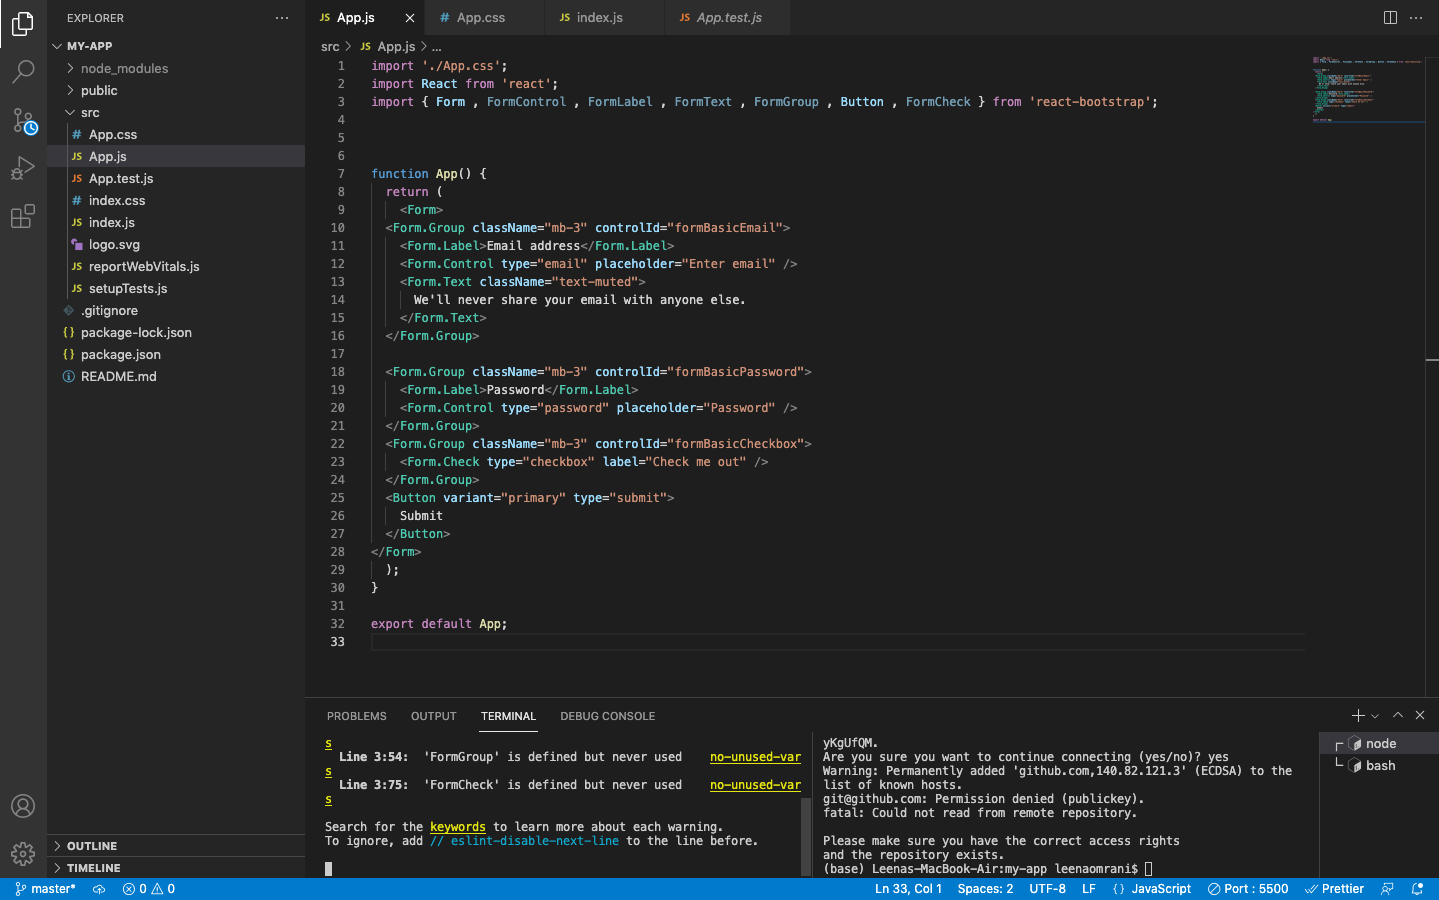 EXPLORER
MY-APP
node_modules
public
src
# App.css
JS App.js
JS App.test.js
# index.css
JS index.js
logo.svg
JS reportWebVitals.js
JS setupTests.js
.gitignore
{} package-lock.json
{} package.json
README.md
OUTLINE
TIMELINE
JS App.js
# App.css
JS index.js
JS App.test.js
src > JS App.js > ...
1 import './App.css';
2 import React from 'react';
3 import { Form , FormControl , FormLabel , FormText , FormGroup , Button , FormCheck } from 'react-bootstrap';
4
5
6
7 function App() {
8 return (
9 <Form>
10 <Form.Group className="mb-3" controlId="formBasicEmail">
11 <Form.Label>Email address</Form.Label>
12 <Form.Control type="email" placeholder="Enter email" />
13 <Form.Text className="text-muted">
14 We'll never share your email with anyone else.
15 </Form.Text>
16 </Form.Group>
17
18 <Form.Group className="mb-3" controlId="formBasicPassword">
19 <Form.Label>Password</Form.Label>
20 <Form.Control type="password" placeholder="Password" />
21 </Form.Group>
22 <Form.Group className="mb-3" controlId="formBasicCheckbox">
23 <Form.Check type="checkbox" label="Check me out" />
24 </Form.Group>
25 <Button variant="primary" type="submit">
26 Submit
27 </Button>
28 </Form>
29 );
30 }
31
32 export default App;
33
PROBLEMS OUTPUT TERMINAL DEBUG CONSOLE
s
Line 3:54: 'FormGroup' is defined but never used no-unused-var
s
Line 3:75: 'FormCheck' is defined but never used no-unused-var
s
Search for the keywords to learn more about each warning.
To ignore, add // eslint-disable-next-line to the line before.
yKgUfQM.
Are you sure you want to continue connecting (yes/no)? yes
Warning: Permanently added 'github.com,140.82.121.3' (ECDSA) to the
list of known hosts.
git@github.com: Permission denied (publickey).
fatal: Could not read from remote repository.
Please make sure you have the correct access rights
and the repository exists.
(base) Leenas-MacBook-Air:my-app leenaomrani$
node
bash
master* 0 0 Ln 33, Col 1 Spaces: 2 UTF-8 LF {} JavaScript Port : 5500 Prettier